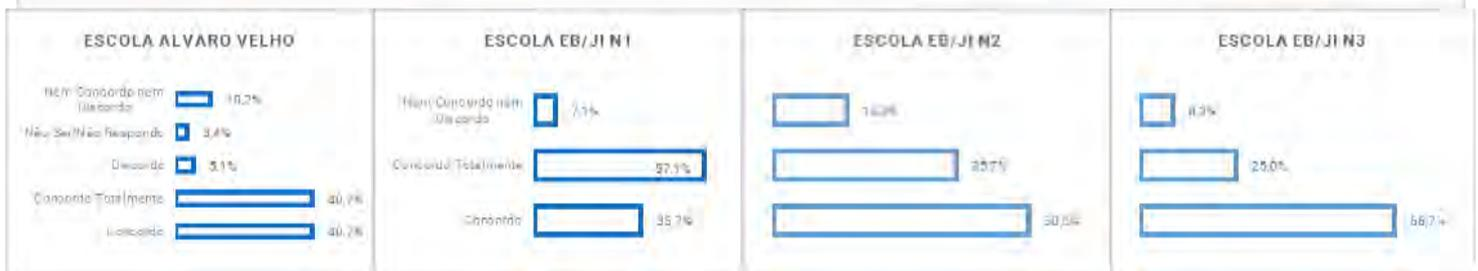 ESCOLA ALVARO VELHO
Nem Concordo nem
Discordo
10,2%
Não Sei/Não Respondo
3,4%
Discordo
5,1%
Concordo Totalmente
40,7%
Concordo
40,7%
ESCOLA EB/JI N1
Nem Concordo nem
Discordo
7,1%
Concordo Totalmente
57,1%
Concordo
35,7%
ESCOLA EB/JI N2
35,7%
ESCOLA EB/JI N3
8,3%
25,0%
66,7%